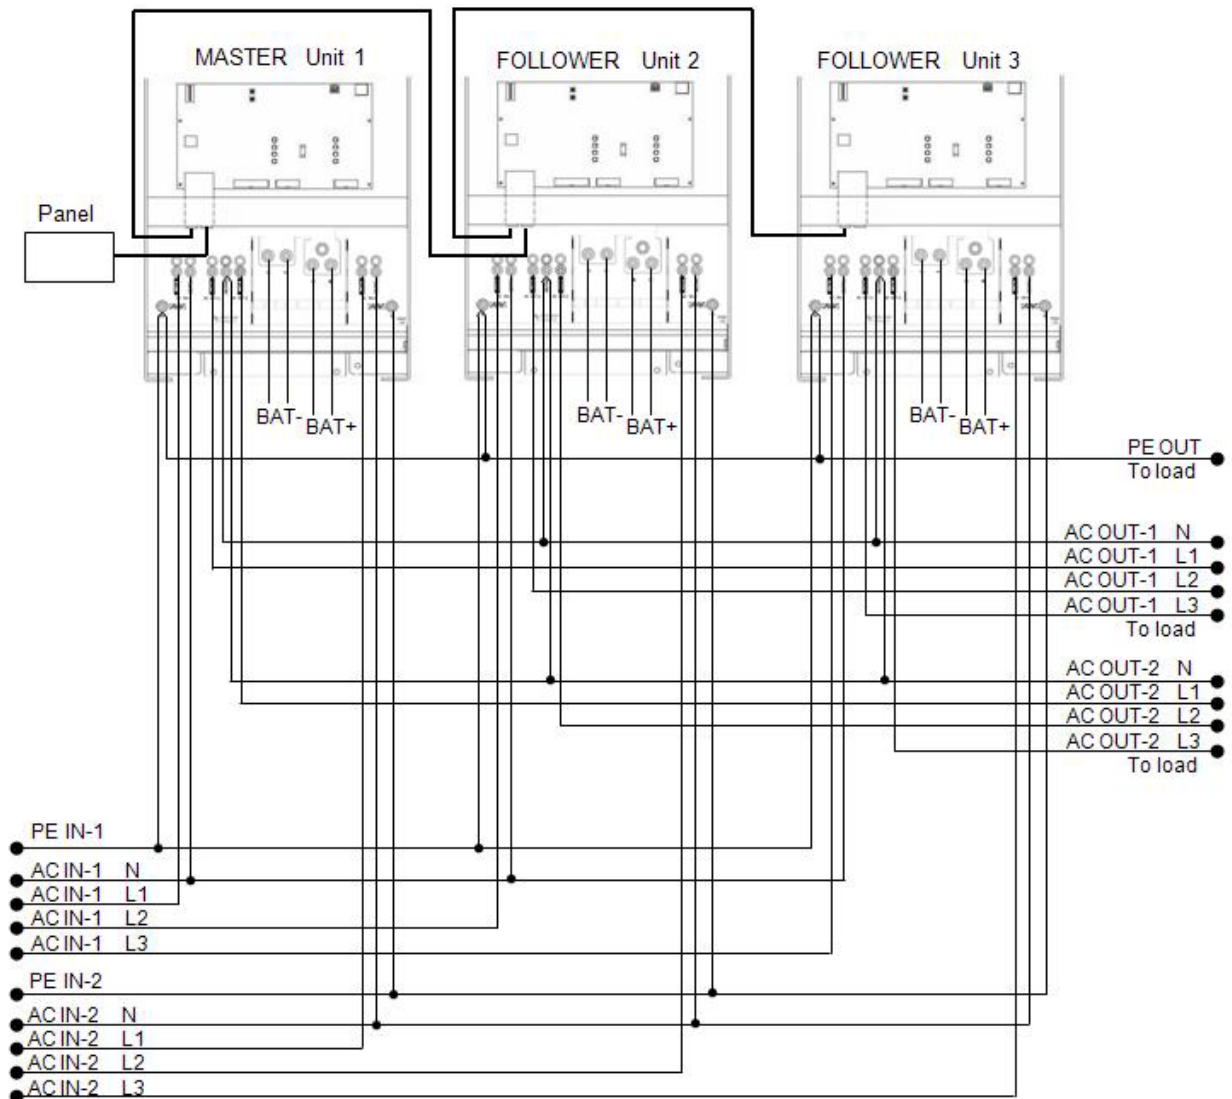 MASTER Unit 1
FOLLOWER Unit 2
FOLLOWER Unit 3
Panel
BAT-
BAT+
BAT-
BAT+
BAT-
BAT+
PE OUT
To load
AC OUT-1 N
AC OUT-1 L1
AC OUT-1 L2
AC OUT-1 L3
To load
AC OUT-2 N
AC OUT-2 L1
AC OUT-2 L2
AC OUT-2 L3
To load
PE IN-1
AC IN-1 N
AC IN-1 L1
AC IN-1 L2
AC IN-1 L3
PE IN-2
AC IN-2 N
AC IN-2 L1
AC IN-2 L2
AC IN-2 L3